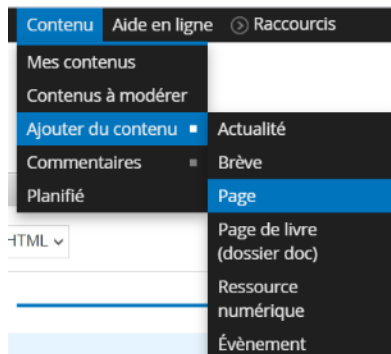 Contenu Aide en ligne Raccourcis
Mes contenus
Contenus à modérer
Ajouter du contenu
Commentaires
Planifié
HTML
Actualité
Brève
Page
Page de livre
(dossier doc)
Ressource
numérique
Évènement